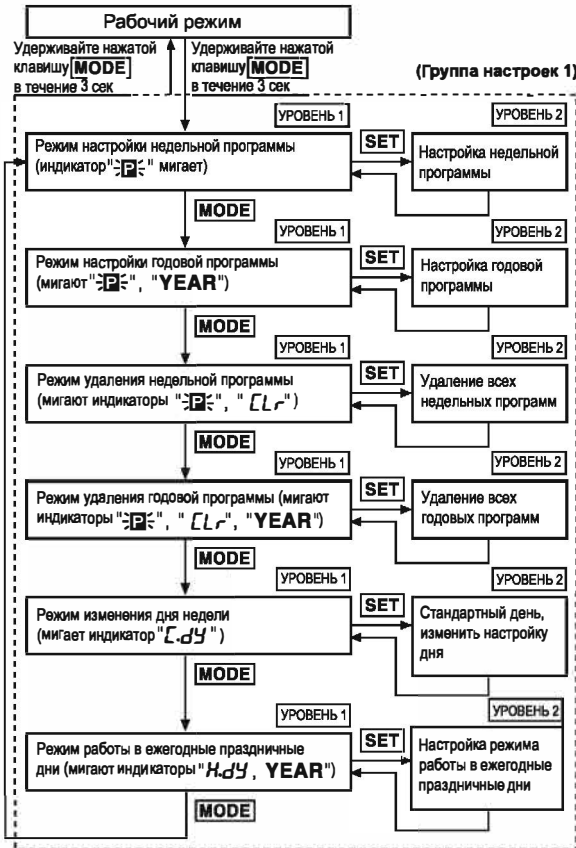 Рабочий режим
Удерживайте нажатой
клавишу MODE
в течение 3 сек
Удерживайте нажатой
клавишу MODE
в течение 3 сек
(Группа настроек 1)
УРОВЕНЬ 1
УРОВЕНЬ 2
Режим настройки недельной программы
(индикатор "P" мигает)
SET
Настройка недельной
программы
MODE
УРОВЕНЬ 1
УРОВЕНЬ 2
Режим настройки годовой программы
(мигают "P", "YEAR")
SET
Настройка годовой
программы
MODE
УРОВЕНЬ 1
УРОВЕНЬ 2
Режим удаления недельной программы
(мигают индикаторы "P", "CLr")
SET
Удаление всех
недельных программ
MODE
УРОВЕНЬ 1
УРОВЕНЬ 2
Режим удаления годовой программы (мигают
индикаторы "P", "CLr", "YEAR")
SET
Удаление всех
годовых программ
MODE
УРОВЕНЬ 1
УРОВЕНЬ 2
Режим изменения дня недели
(мигает индикатор "C.dY")
SET
Стандартный день,
изменить настройку
дня
MODE
УРОВЕНЬ 1
УРОВЕНЬ 2
Режим работы в ежегодные праздничные
дни (мигают индикаторы "H.dY, YEAR")
SET
Настройка режима
работы в ежегодные
праздничные дни
MODE